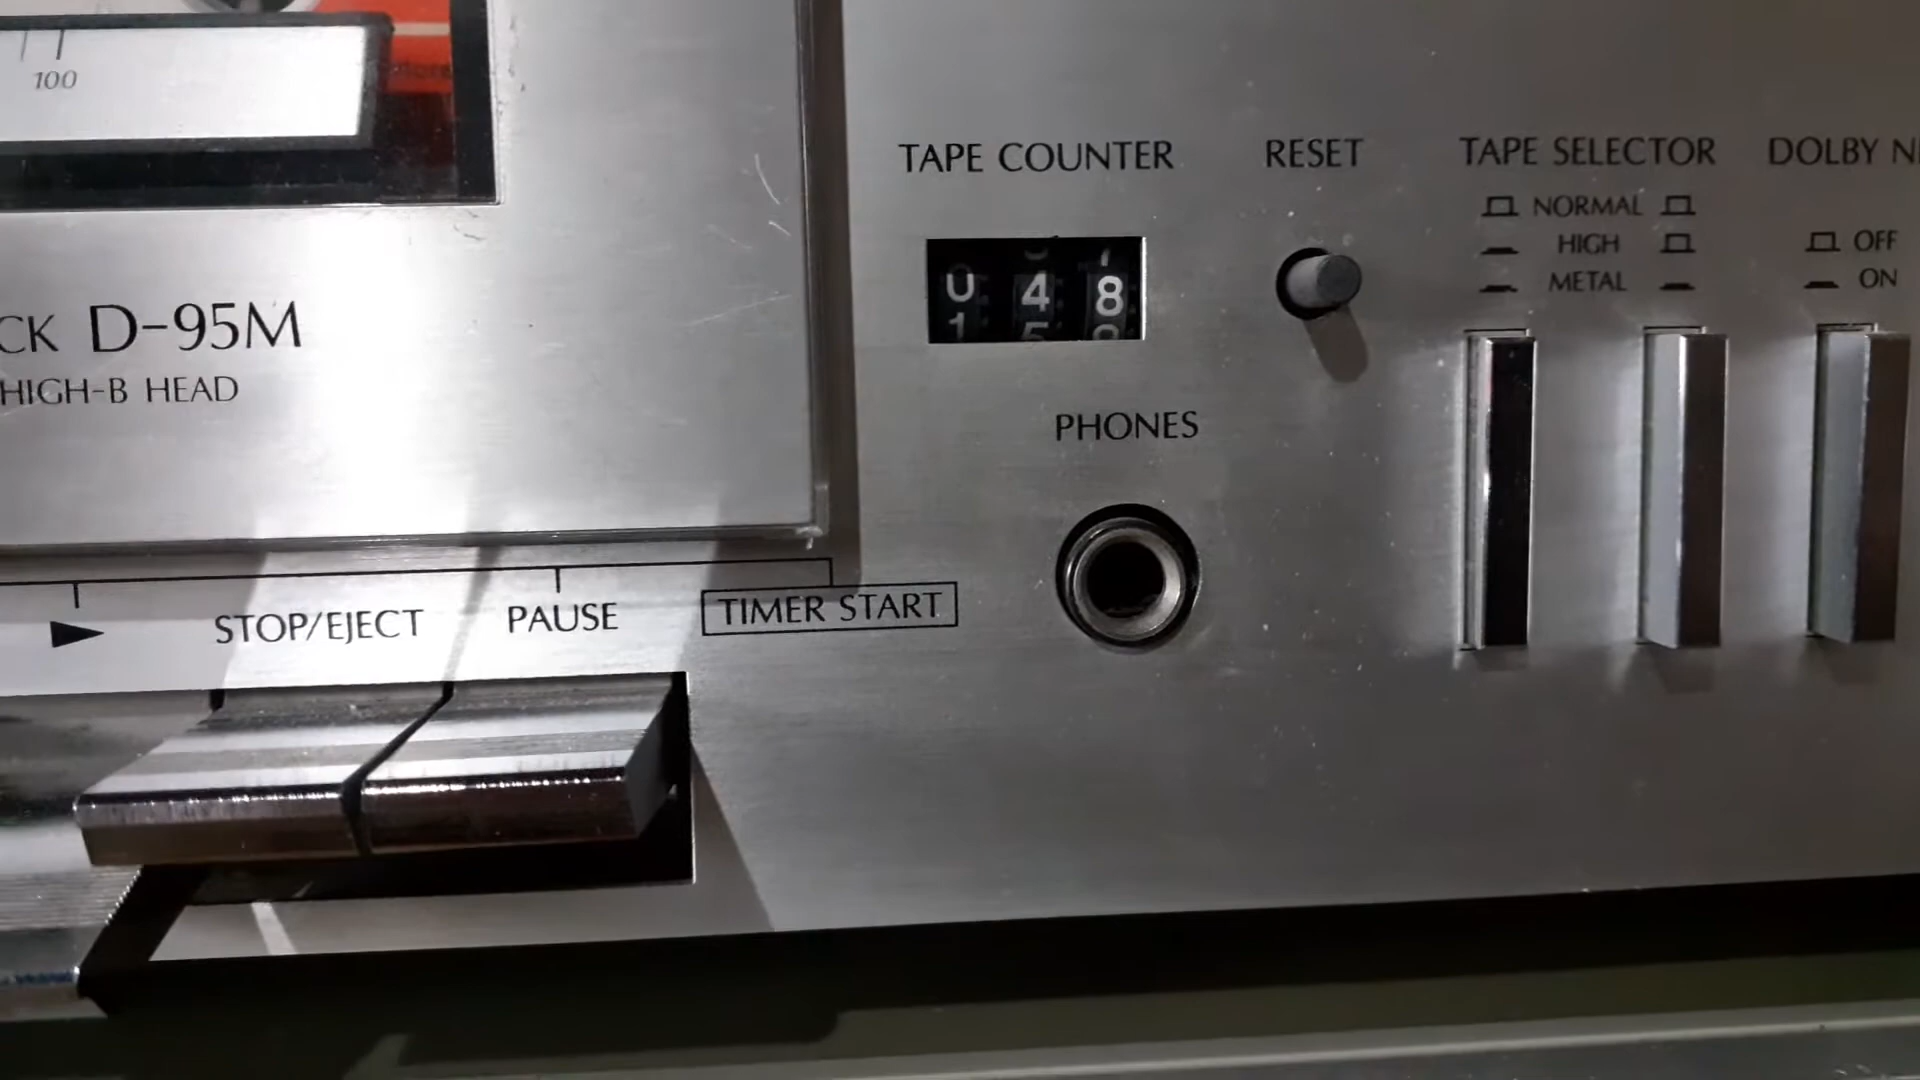 100
TAPE COUNTER
RESET
TAPE SELECTOR
DOLBY
NORMAL
HIGH
METAL
OFF
ON
048
D-95M
HIGH-B HEAD
PHONES
STOP/EJECT
PAUSE
TIMER START